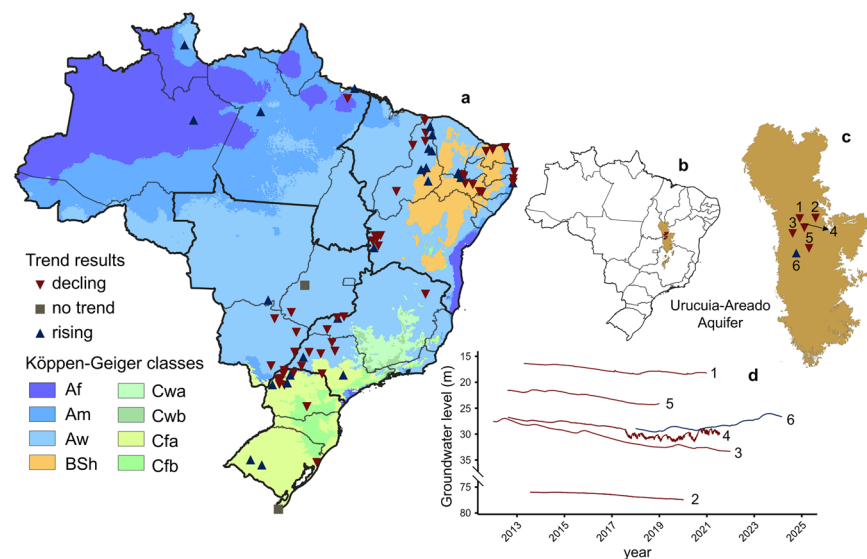 a
b
c
Trend results
decling
no trend
rising
Köppen-Geiger classes
Af
Cwa
Am
Cwb
Aw
Cfa
BSh
Cfb
Urucuia-Areado
Aquifer
1
2
3
4
5
6
d
Groundwater level (m)
15
20
25
30
35
75
80
1
5
6
4
3
2
2013
2015
2017
2019
2021
2023
2025
year